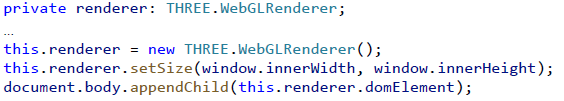 private renderer: THREE.WebGLRenderer;
...
this.renderer = new THREE.WebGLRenderer();
this.renderer.setSize(window.innerWidth, window.innerHeight);
document.body.appendChild(this.renderer.domElement);